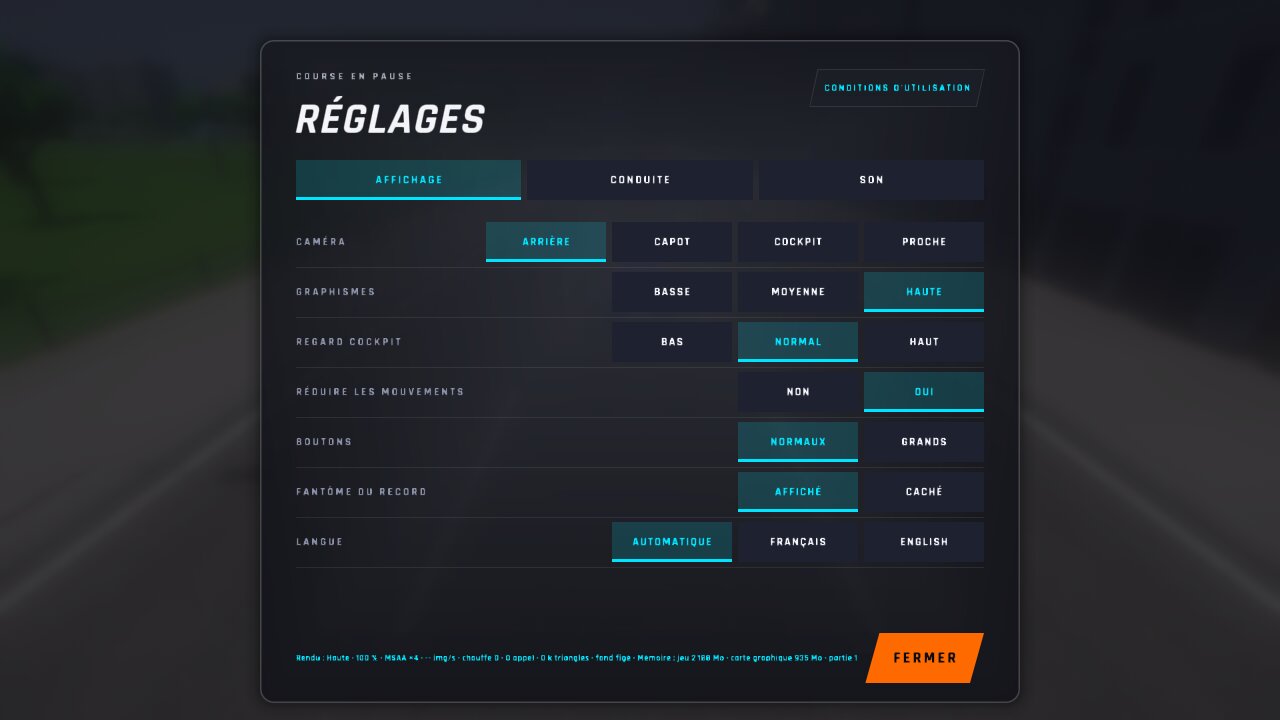 COURSE EN PAUSE
CONDITIONS D'UTILISATION
RÉGLAGES
AFFICHAGE CONDUITE SON
CAMÉRA ARRIÈRE CAPOT COCKPIT PROCHE
GRAPHISMES BASSE MOYENNE HAUTE
REGARD COCKPIT BAS NORMAL HAUT
RÉDUIRE LES MOUVEMENTS NON OUI
BOUTONS NORMAUX GRANDS
FANTÔME DU RECORD AFFICHÉ CACHÉ
LANGUE AUTOMATIQUE FRANÇAIS ENGLISH
Rendu : Haute · 100 % · MSAA ×4 · -- img/s · chauffe 0 · 0 appel · 0 k triangles · fond figé · Mémoire : jeu 2 188 Mo · carte graphique 935 Mo · partie 1
FERMER